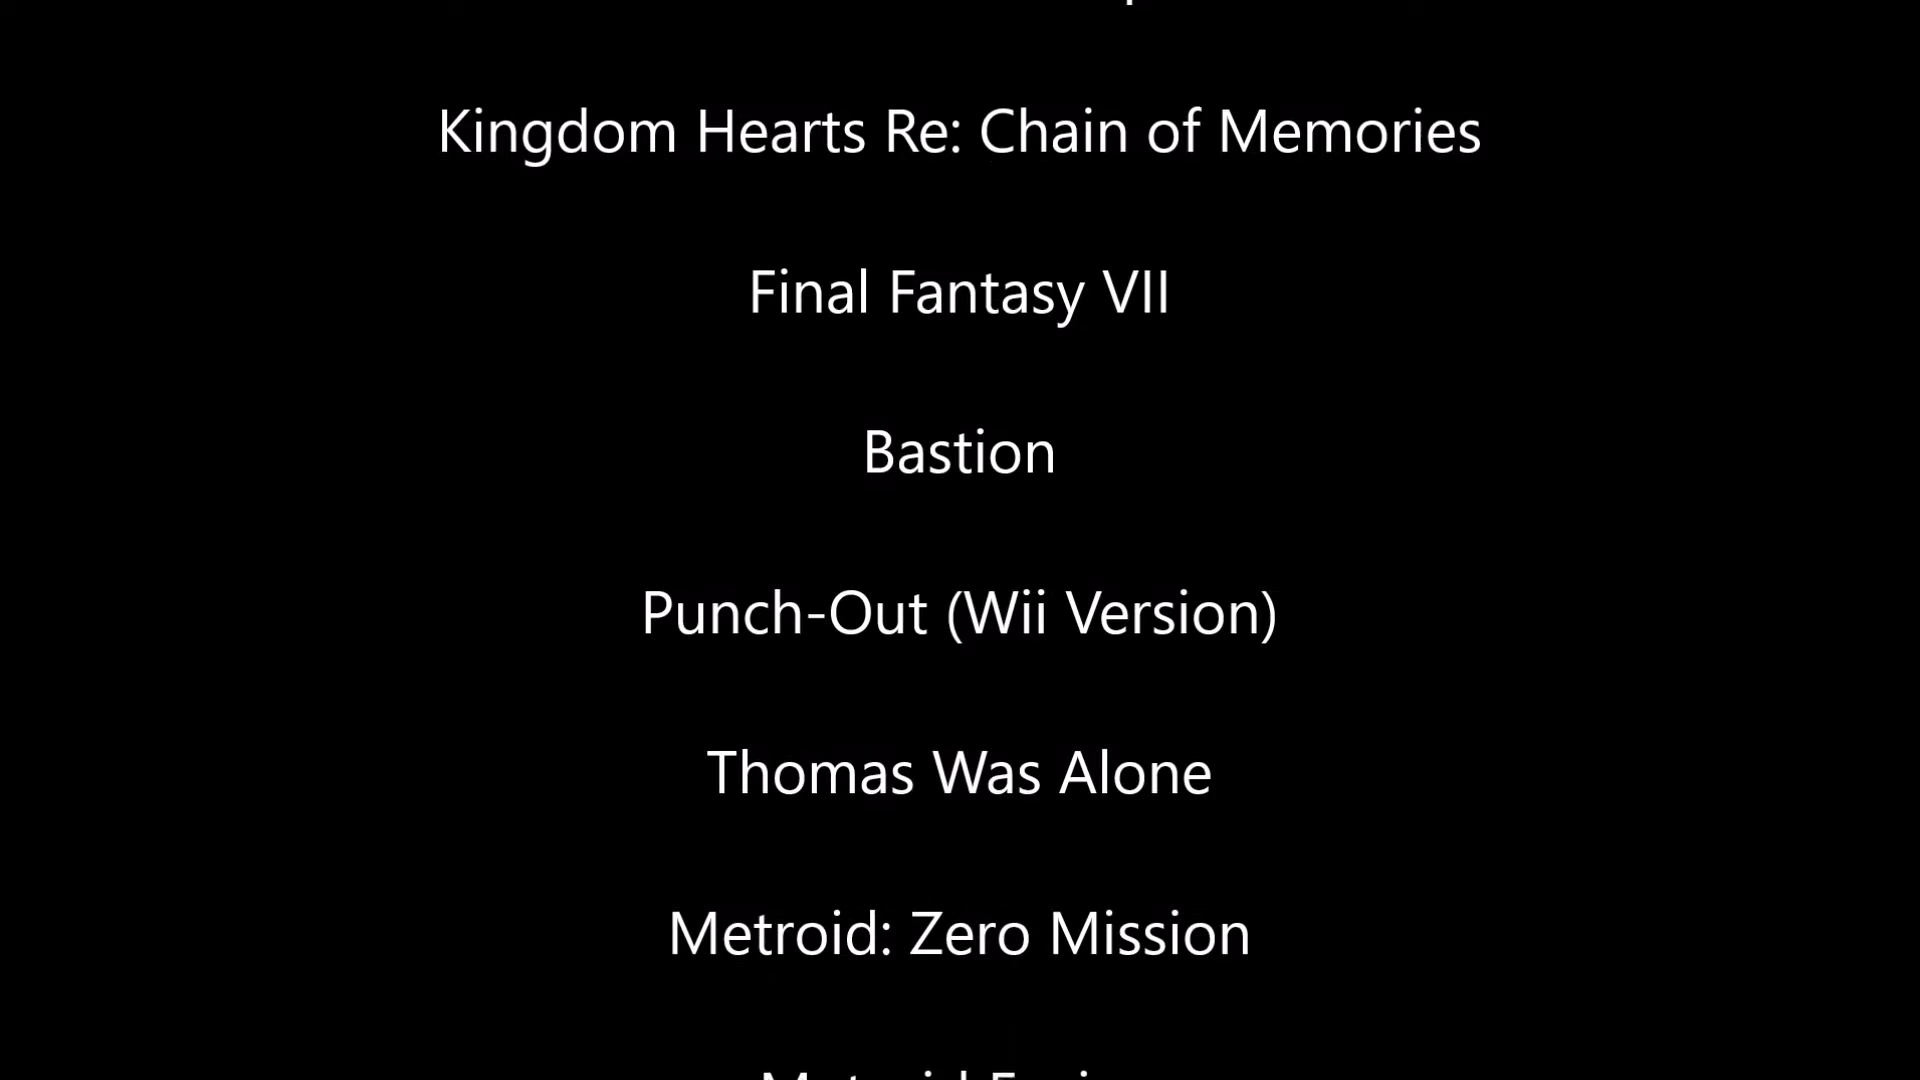 Kingdom Hearts Re: Chain of Memories
Final Fantasy VII
Bastion
Punch-Out (Wii Version)
Thomas Was Alone
Metroid: Zero Mission